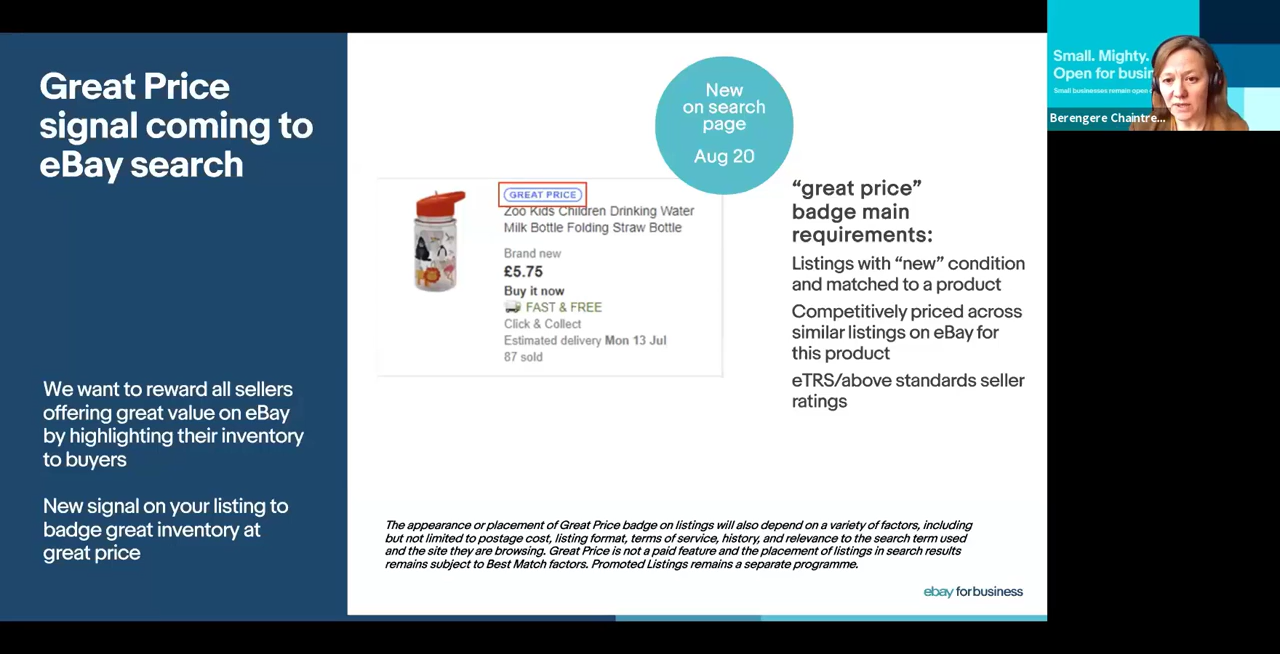 Great Price
signal coming to
eBay search
We want to reward all sellers
offering great value on eBay
by highlighting their inventory
to buyers
New signal on your listing to
badge great inventory at
great price
New
on search
page
Aug 20
GREAT PRICE
Zoo Kids Children Drinking Water
Milk Bottle Folding Straw Bottle
Brand new
£5.75
Buy it now
FAST & FREE
Click & Collect
Estimated delivery Mon 13 Jul
87 sold
“great price”
badge main
requirements:
Listings with “new” condition
and matched to a product
Competitively priced across
similar listings on eBay for
this product
eTRS/above standards seller
ratings
The appearance or placement of Great Price badge on listings will also depend on a variety of factors, including
but not limited to postage cost, listing format, terms of service, history, and relevance to the search term used
and the site they are browsing. Great Price is not a paid feature and the placement of listings in search results
remains subject to Best Match factors. Promoted Listings remains a separate programme.
ebay for business
Small. Mighty.
Open for busi
Small businesses remain open
Berengere Chaintre...